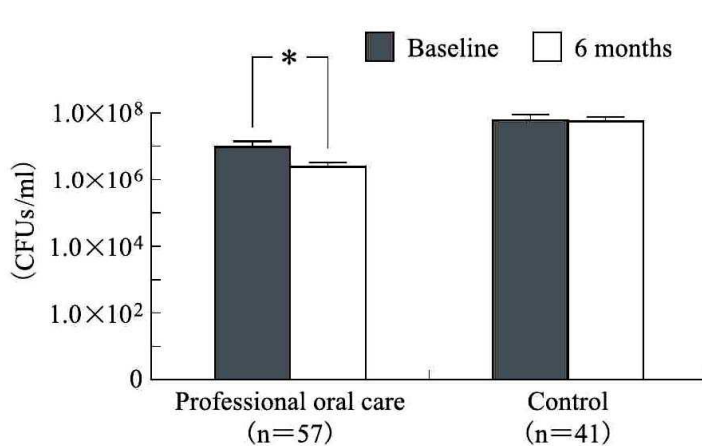 Baseline 6 months
*
(CFUs/ml)
1.0×10⁸
1.0×10⁶
1.0×10⁴
1.0×10²
0
Professional oral care
(n=57)
Control
(n=41)